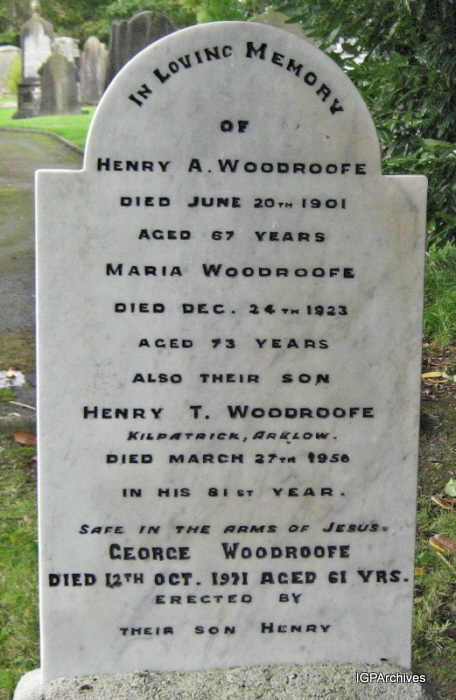 In Loving Memory
OF
HENRY A. WOODROOFE
DIED JUNE 20TH 1901
AGED 67 YEARS
MARIA WOODROOFE
DIED DEC. 24TH 1923
AGED 73 YEARS
ALSO THEIR SON
HENRY T. WOODROOFE
KILPATRICK, ARKLOW.
DIED MARCH 27TH 1956
IN HIS 81ST YEAR.
SAFE IN THE ARMS OF JESUS.
GEORGE WOODROOFE
DIED 12TH OCT. 1971 AGED 61 YRS.
ERECTED BY
THEIR SON HENRY
IGPArchives